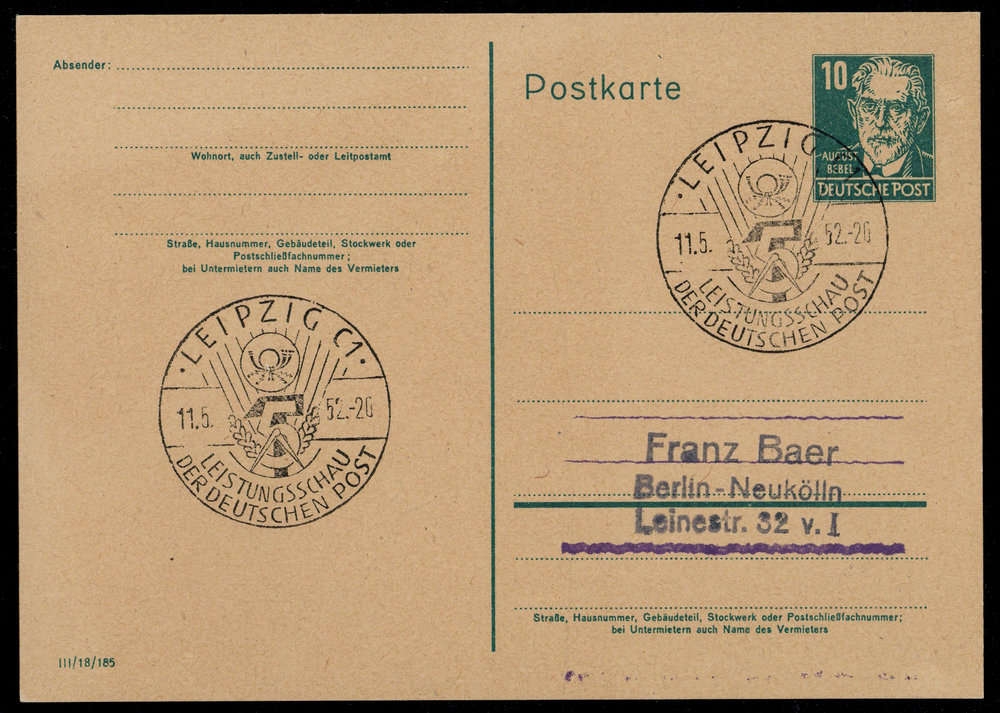 Absender:
Wohnort, auch Zustell- oder Leitpostamt
Straße, Hausnummer, Gebäudeteil, Stockwerk oder
Postschließfachnummer;
bei Untermietern auch Name des Vermieters
· LEIPZIG C1 ·
11.5. 52.-20
5
LEISTUNGSSCHAU
DER DEUTSCHEN POST
III/18/185
Postkarte
10
AUGUST
BEBEL
DEUTSCHE POST
· LEIPZIG
11.5. 52.-20
5
LEISTUNGSSCHAU
DER DEUTSCHEN POST
Franz Baer
Berlin-Neukölln
Leinestr. 32 v. I
Straße, Hausnummer, Gebäudeteil, Stockwerk oder Postschließfachnummer;
bei Untermietern auch Name des Vermieters